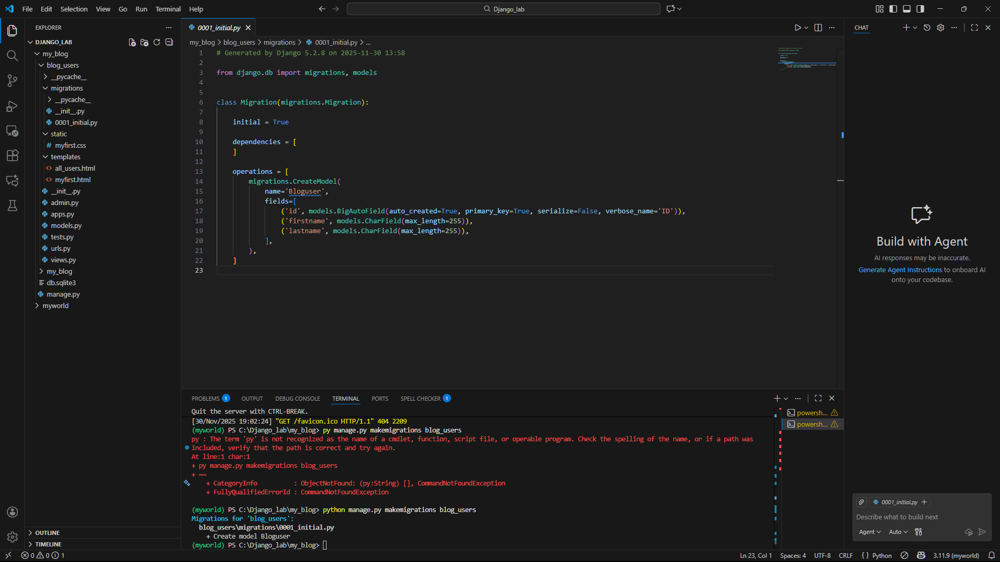 File Edit Selection View Go Run Terminal Help
Django_lab
EXPLORER
DJANGO_LAB
my_blog
blog_users
__pycache__
migrations
__pycache__
__init__.py
0001_initial.py
static
# myfirst.css
templates
<> all_users.html
<> myfirst.html
__init__.py
admin.py
apps.py
models.py
tests.py
urls.py
views.py
my_blog
db.sqlite3
manage.py
myworld
OUTLINE
TIMELINE
0001_initial.py
my_blog > blog_users > migrations > 0001_initial.py > ...
1 # Generated by Django 5.2.8 on 2025-11-30 13:58
2
3 from django.db import migrations, models
4
5
6 class Migration(migrations.Migration):
7
8     initial = True
9
10     dependencies = [
11     ]
12
13     operations = [
14         migrations.CreateModel(
15             name='Bloguser',
16             fields=[
17                 ('id', models.BigAutoField(auto_created=True, primary_key=True, serialize=False, verbose_name='ID')),
18                 ('firstname', models.CharField(max_length=255)),
19                 ('lastname', models.CharField(max_length=255)),
20             ],
21         ),
22     ]
23
PROBLEMS 1 OUTPUT DEBUG CONSOLE TERMINAL PORTS SPELL CHECKER 1
Quit the server with CTRL-BREAK.
[30/Nov/2025 19:02:24] "GET /favicon.ico HTTP/1.1" 404 2209
(myworld) PS C:\Django_lab\my_blog> py manage.py makemigrations blog_users
py : The term 'py' is not recognized as the name of a cmdlet, function, script file, or operable program. Check the spelling of the name, or if a path was
included, verify that the path is correct and try again.
At line:1 char:1
+ py manage.py makemigrations blog_users
+ ~~
    + CategoryInfo          : ObjectNotFound: (py:String) [], CommandNotFoundException
    + FullyQualifiedErrorId : CommandNotFoundException
(myworld) PS C:\Django_lab\my_blog> python manage.py makemigrations blog_users
Migrations for 'blog_users':
  blog_users\migrations\0001_initial.py
    + Create model Bloguser
(myworld) PS C:\Django_lab\my_blog>
powersh...
powersh...
CHAT
Build with Agent
AI responses may be inaccurate.
Generate Agent Instructions to onboard AI
onto your codebase.
0001_initial.py
Describe what to build next
Agent Auto
0 0 1
Ln 23, Col 1 Spaces: 4 UTF-8 CRLF { } Python 3.11.9 (myworld)